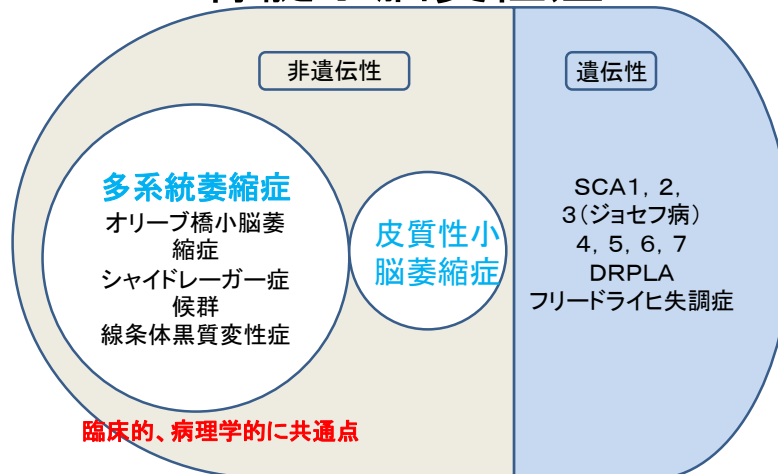 非遺伝性
遺伝性
多系統萎縮症
オリーブ橋小脳萎
縮症
シャイドレーガー症
候群
線条体黒質変性症
皮質性小
脳萎縮症
SCA1, 2,
3(ジョセフ病)
4, 5, 6, 7
DRPLA
フリードライヒ失調症
臨床的、病理学的に共通点